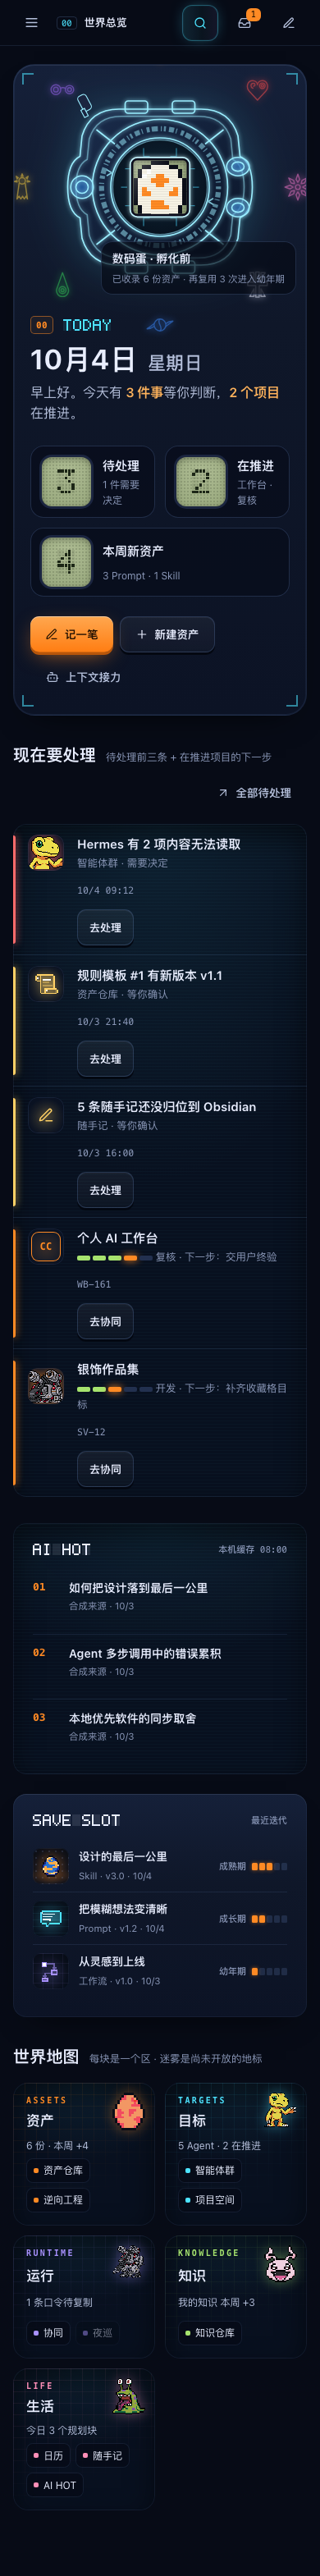 00 世界总览
1
数码蛋 · 孵化前
已收录 6 份资产 · 再复用 3 次进入幼年期
00 TODAY
10月4日 星期日
早上好。今天有 3 件事等你判断，2 个项目
在推进。
3 待处理
1 件需要
决定
2 在推进
工作台 ·
复核
4 本周新资产
3 Prompt · 1 Skill
记一笔
新建资产
上下文接力
现在要处理 待处理前三条 + 在推进项目的下一步
全部待处理
Hermes 有 2 项内容无法读取
智能体群 · 需要决定
10/4 09:12
去处理
规则模板 #1 有新版本 v1.1
资产仓库 · 等你确认
10/3 21:40
去处理
5 条随手记还没归位到 Obsidian
随手记 · 等你确认
10/3 16:00
去处理
CC 个人 AI 工作台
复核 · 下一步：交用户终验
WB-161
去协同
银饰作品集
开发 · 下一步：补齐收藏格目
标
SV-12
去协同
AI HOT 本机缓存 08:00
01 如何把设计落到最后一公里
合成来源 · 10/3
02 Agent 多步调用中的错误累积
合成来源 · 10/3
03 本地优先软件的同步取舍
合成来源 · 10/3
SAVE SLOT 最近迭代
设计的最后一公里
Skill · v3.0 · 10/4
成熟期
把模糊想法变清晰
Prompt · v1.2 · 10/4
成长期
从灵感到上线
工作流 · v1.0 · 10/3
幼年期
世界地图 每块是一个区 · 迷雾是尚未开放的地标
ASSETS
资产
6 份 · 本周 +4
资产仓库
逆向工程
TARGETS
目标
5 Agent · 2 在推进
智能体群
项目空间
RUNTIME
运行
1 条口令待复制
协同
夜巡
KNOWLEDGE
知识
我的知识 本周 +3
知识仓库
LIFE
生活
今日 3 个规划块
日历
随手记
AI HOT